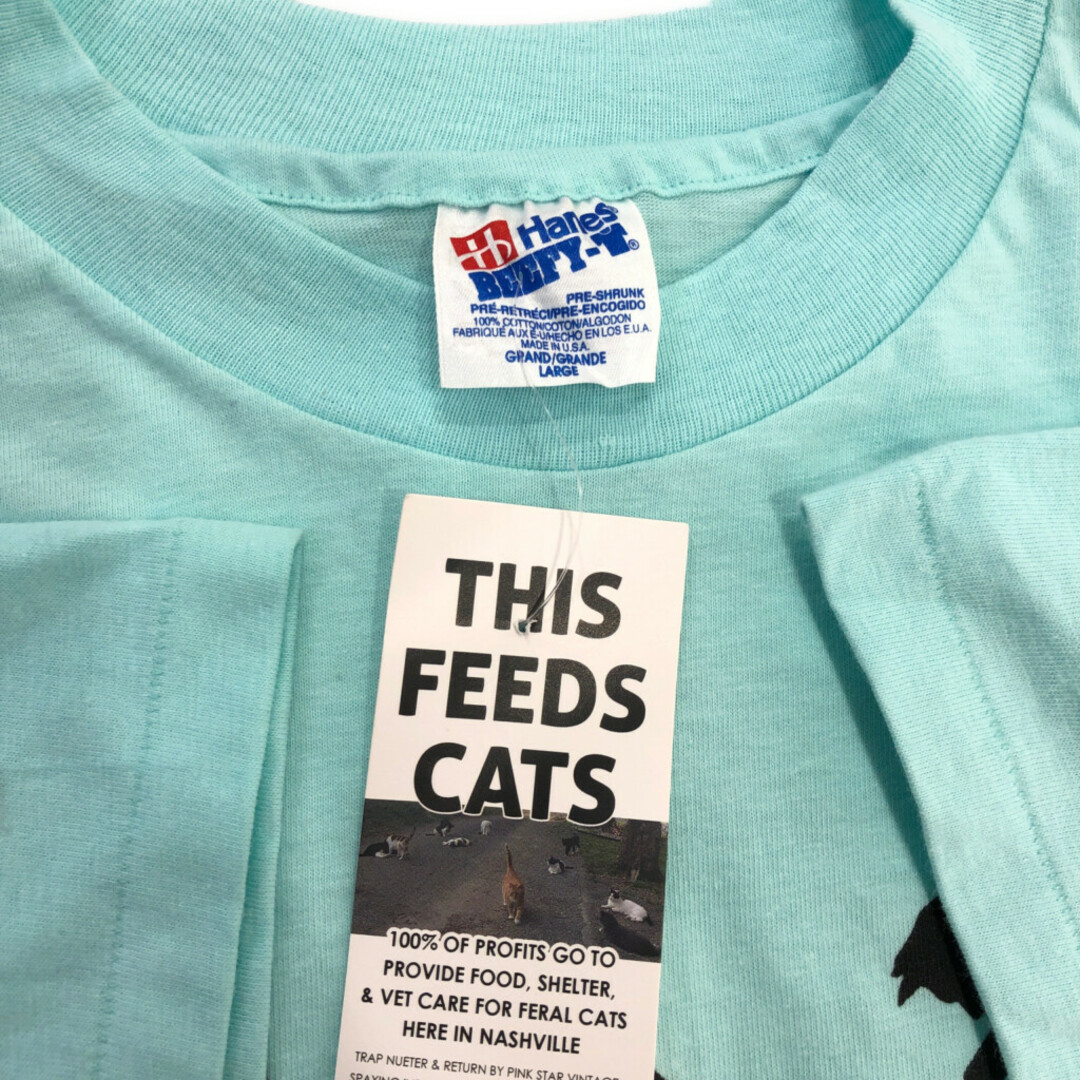 Hanes
BEEFY-T®
PRE-SHRUNK
PRÉ-RÉTRÉCI/PRE-ENCOGIDO
100% COTTON/COTON/ALGODON
FABRIQUÉ AUX É-U/HECHO EN LOS E.U.A.
MADE IN U.S.A.
GRAND/GRANDE
LARGE
THIS
FEEDS
CATS
100% OF PROFITS GO TO
PROVIDE FOOD, SHELTER,
& VET CARE FOR FERAL CATS
HERE IN NASHVILLE
TRAP NUETER & RETURN BY PINK STAR VINTAGE